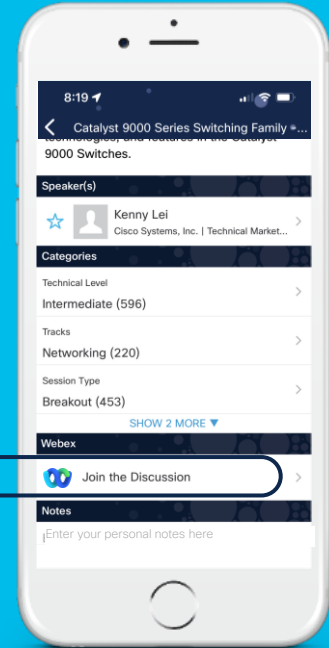 8:19
Catalyst 9000 Series Switching Family =...
technologies, and features in the Catalyst
9000 Switches.
Speaker(s)
Kenny Lei
Cisco Systems, Inc. | Technical Market...
Categories
Technical Level
Intermediate (596)
Tracks
Networking (220)
Session Type
Breakout (453)
SHOW 2 MORE ▼
Webex
Join the Discussion
Notes
Enter your personal notes here